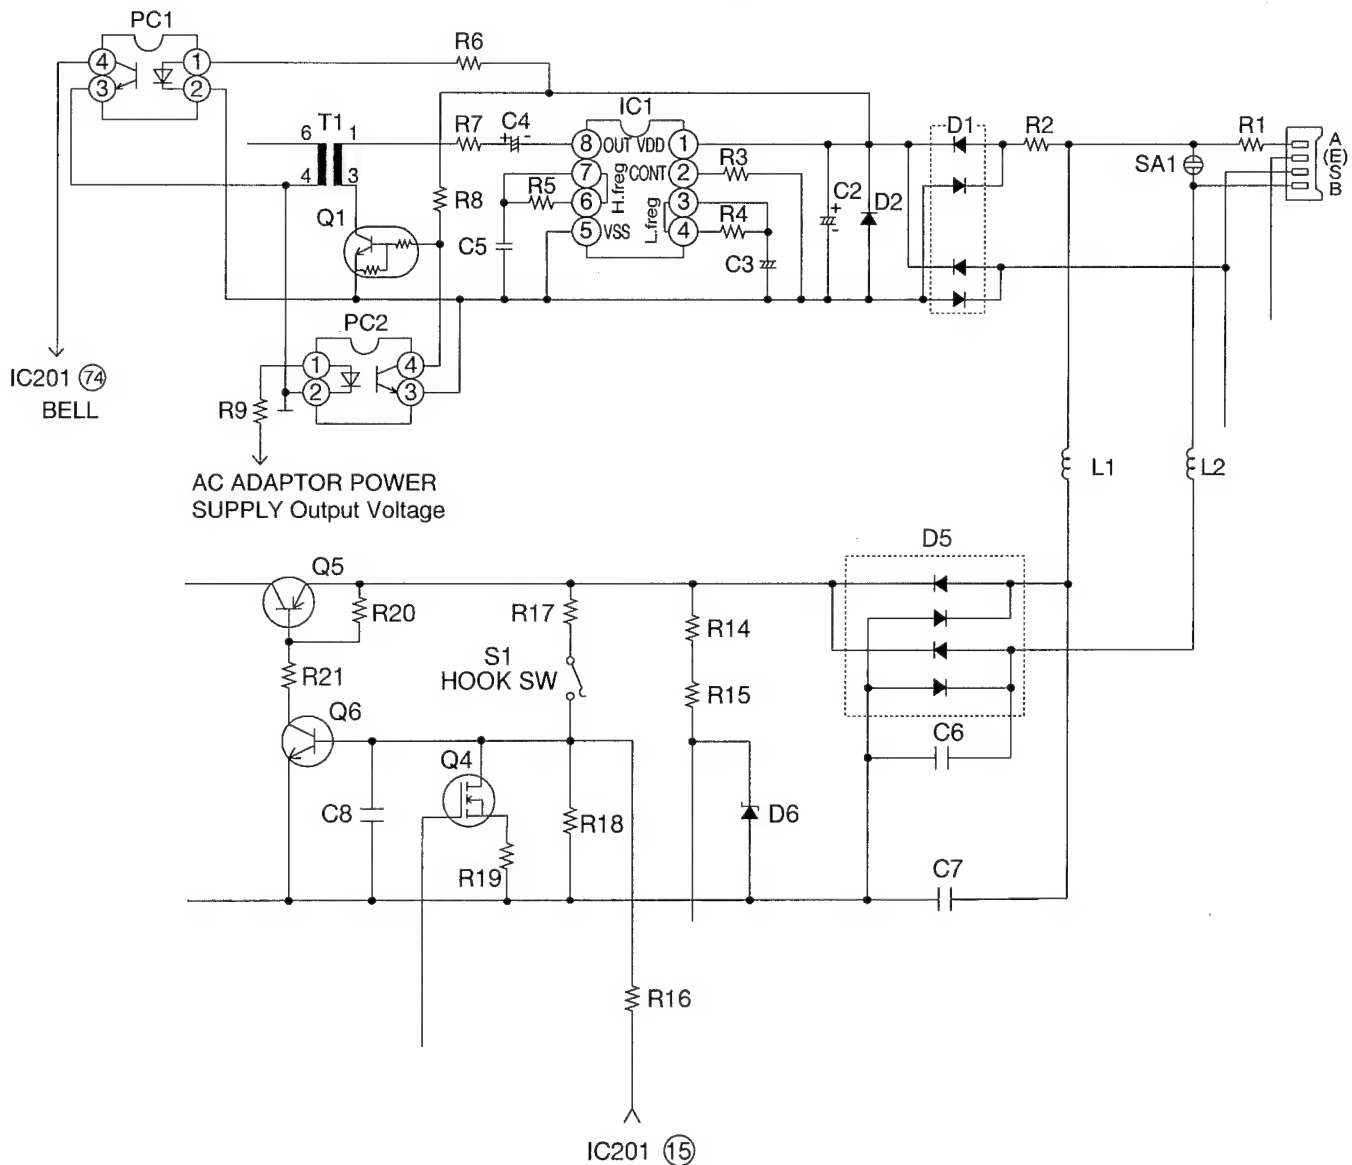 PC1
R6
4
1
3
2
IC1
T1
6
1
R7
C4
+
-
8
OUT
VDD
1
D1
R2
R1
A
(E)
S
B
SA1
7
H.freg
CONT
2
R3
4
3
R5
6
L.freg
3
R4
C2
+
-
D2
Q1
R8
C5
5
VSS
4
C3
PC2
1
4
2
3
IC201 74
BELL
R9
L1
L2
AC ADAPTOR POWER
SUPPLY Output Voltage
D5
Q5
R20
R17
R14
S1
HOOK SW
R21
R15
Q6
C6
Q4
C8
R18
D6
R19
C7
R16
IC201 15